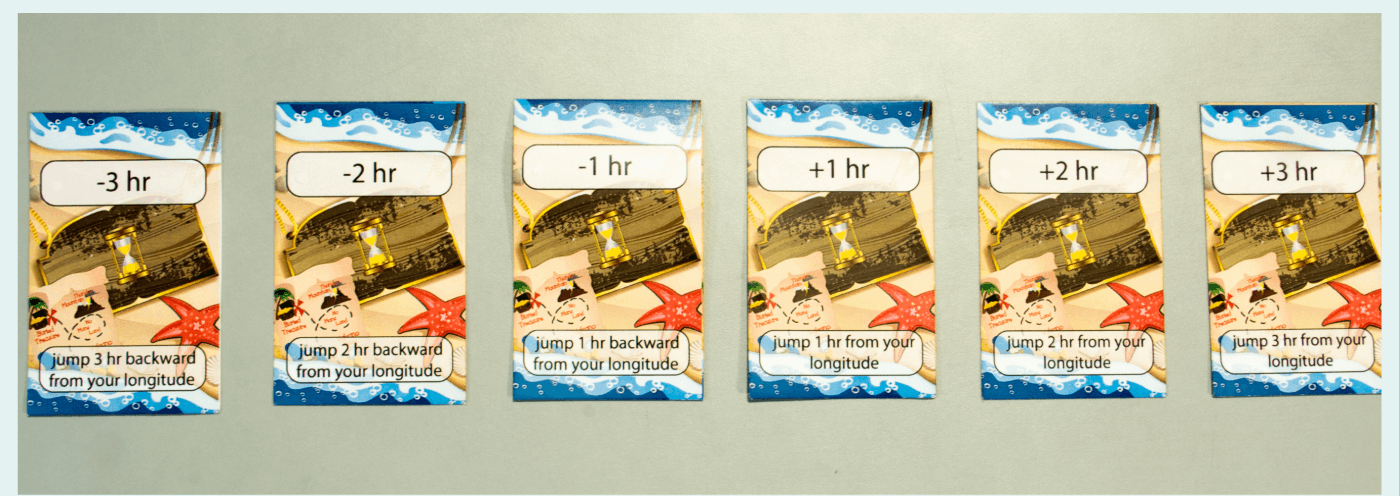 -3 hr
jump 3 hr backward
from your longitude
-2 hr
jump 2 hr backward
from your longitude
-1 hr
jump 1 hr backward
from your longitude
+1 hr
jump 1 hr from your
longitude
+2 hr
jump 2 hr from your
longitude
+3 hr
jump 3 hr from your
longitude